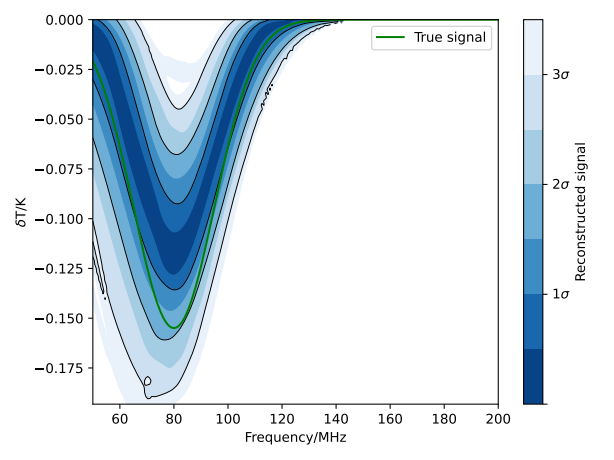 0.000
−0.025
−0.050
−0.075
−0.100
−0.125
−0.150
−0.175
δT/K
60 80 100 120 140 160 180 200
Frequency/MHz
True signal
3σ
2σ
1σ
Reconstructed signal